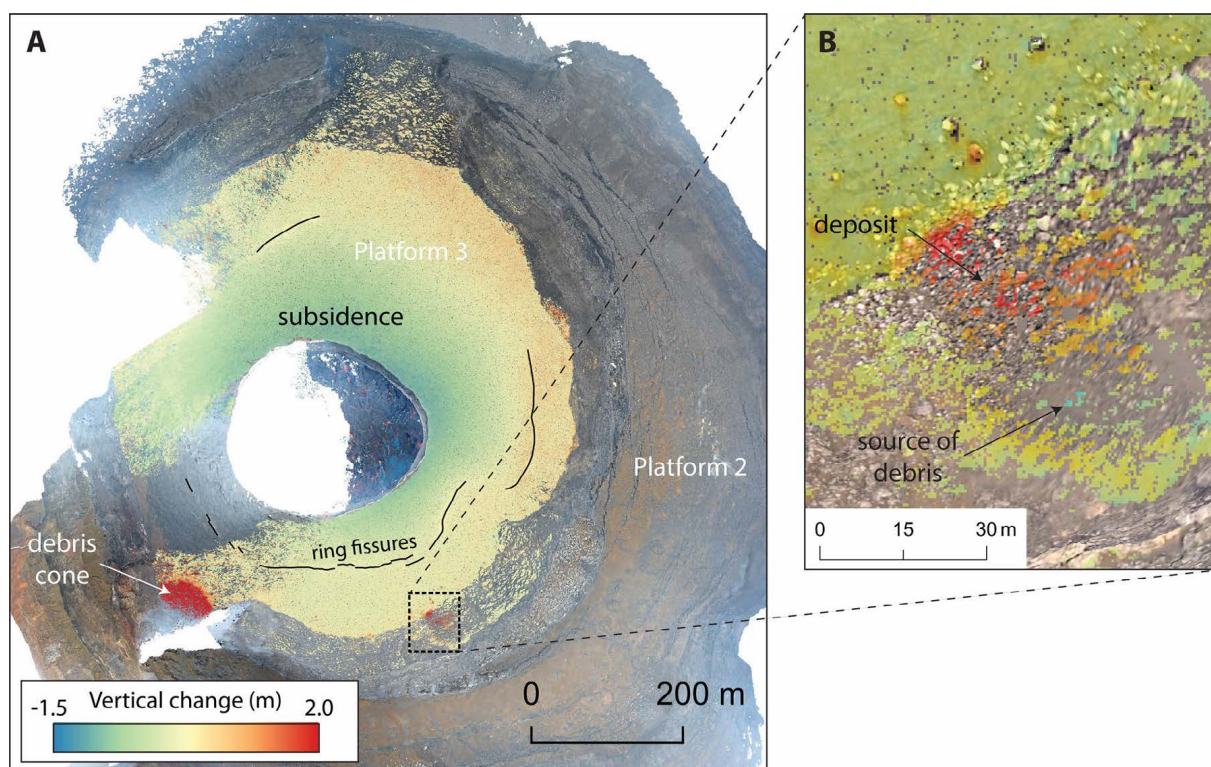 A
Platform 3
subsidence
Platform 2
ring fissures
debris
cone
Vertical change (m)
-1.5
2.0
0
200 m
B
deposit
source of
debris
0
15
30 m